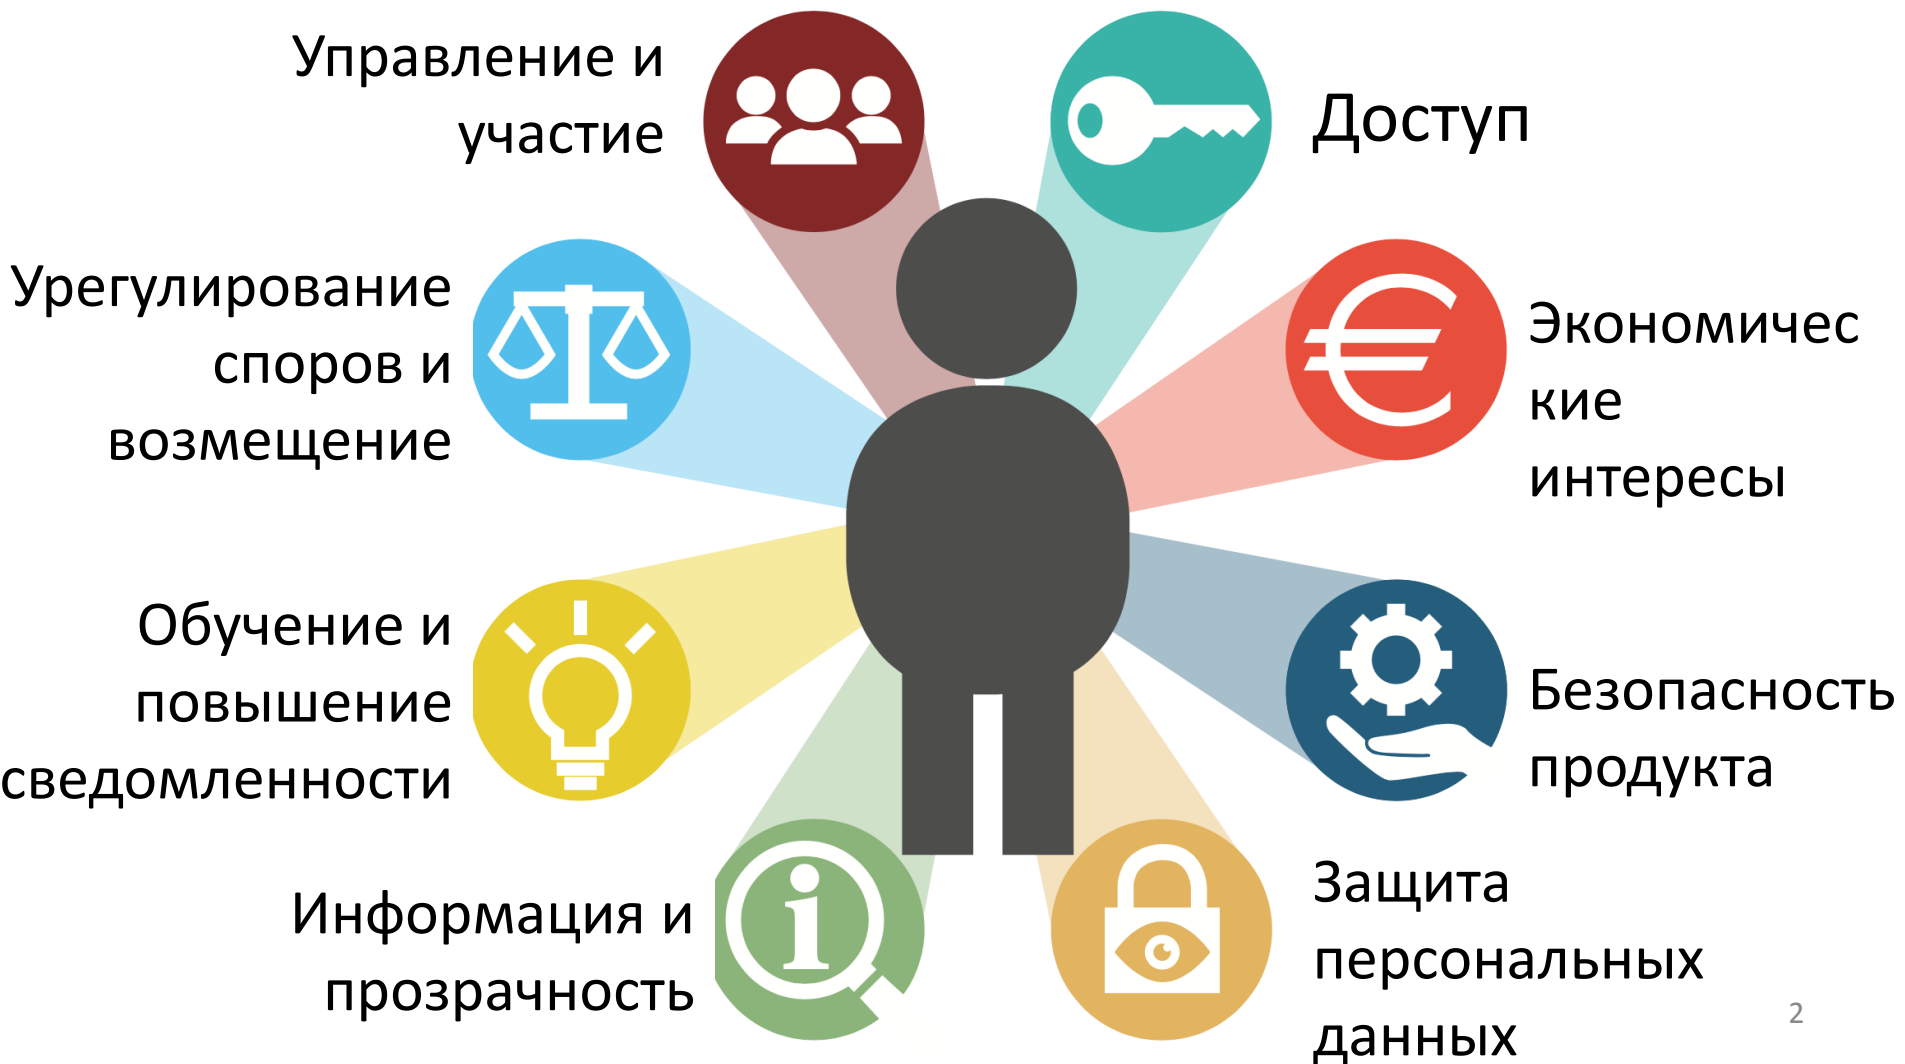 Управление и
участие
Доступ
Урегулирование
споров и
возмещение
Экономичес
кие
интересы
Обучение и
повышение
сведомленности
Безопасность
продукта
Информация и
прозрачность
Защита
персональных
данных
2